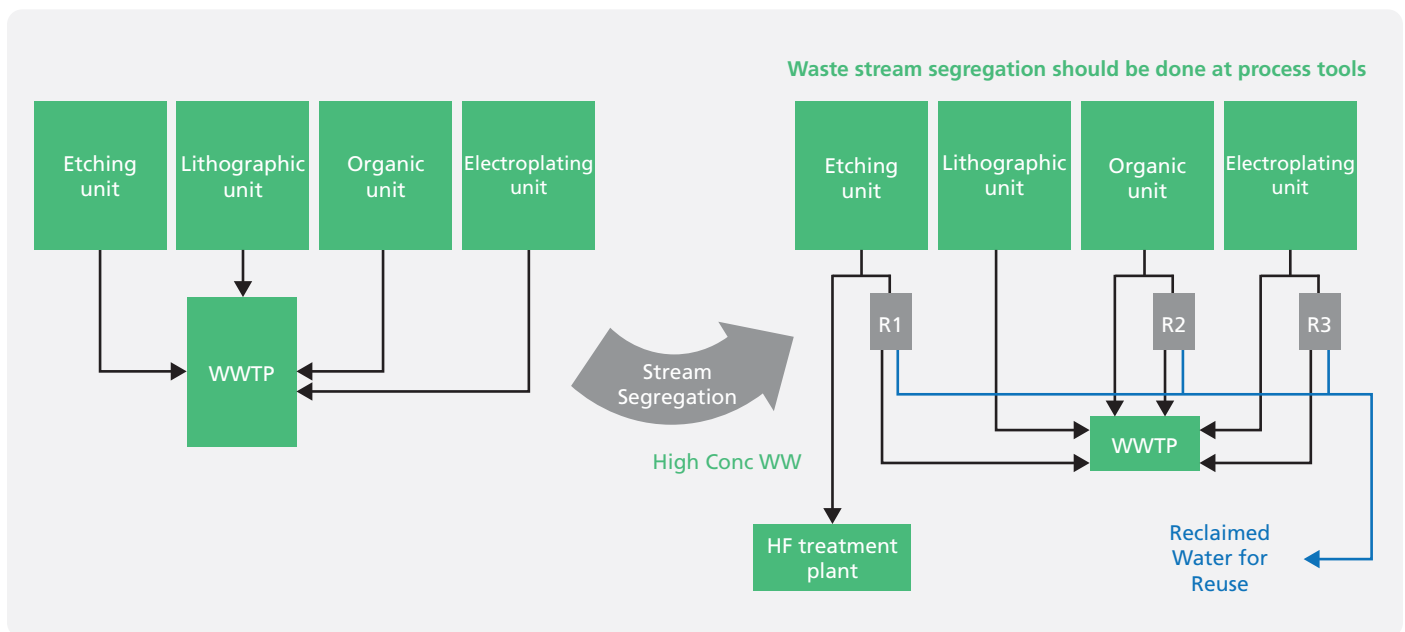 Waste stream segregation should be done at process tools
Etching
unit
Lithographic
unit
Organic
unit
Electroplating
unit
WWTP
Stream
Segregation
Etching
unit
Lithographic
unit
Organic
unit
Electroplating
unit
R1
R2
R3
WWTP
High Conc WW
HF treatment
plant
Reclaimed
Water for
Reuse